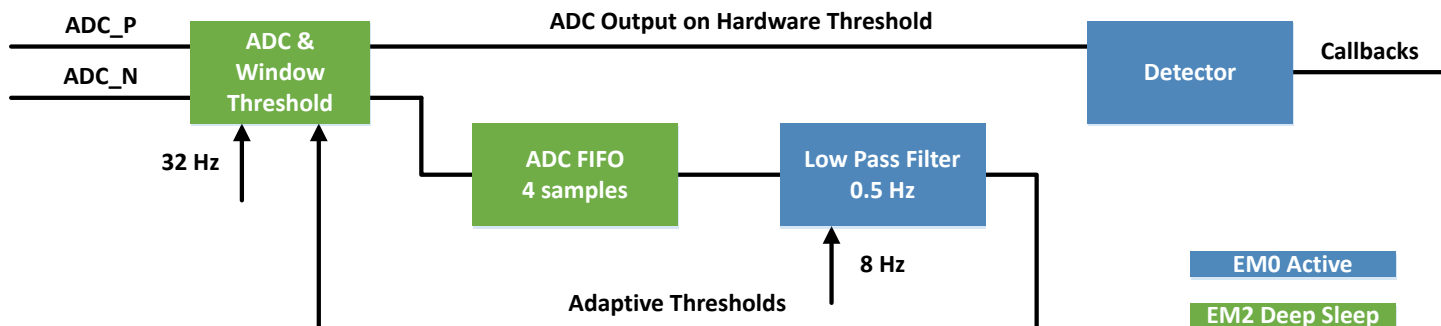 ADC_P
ADC_N
ADC &
Window
Threshold
ADC Output on Hardware Threshold
Detector
Callbacks
32 Hz
ADC FIFO
4 samples
Low Pass Filter
0.5 Hz
8 Hz
Adaptive Thresholds
EM0 Active
EM2 Deep Sleep